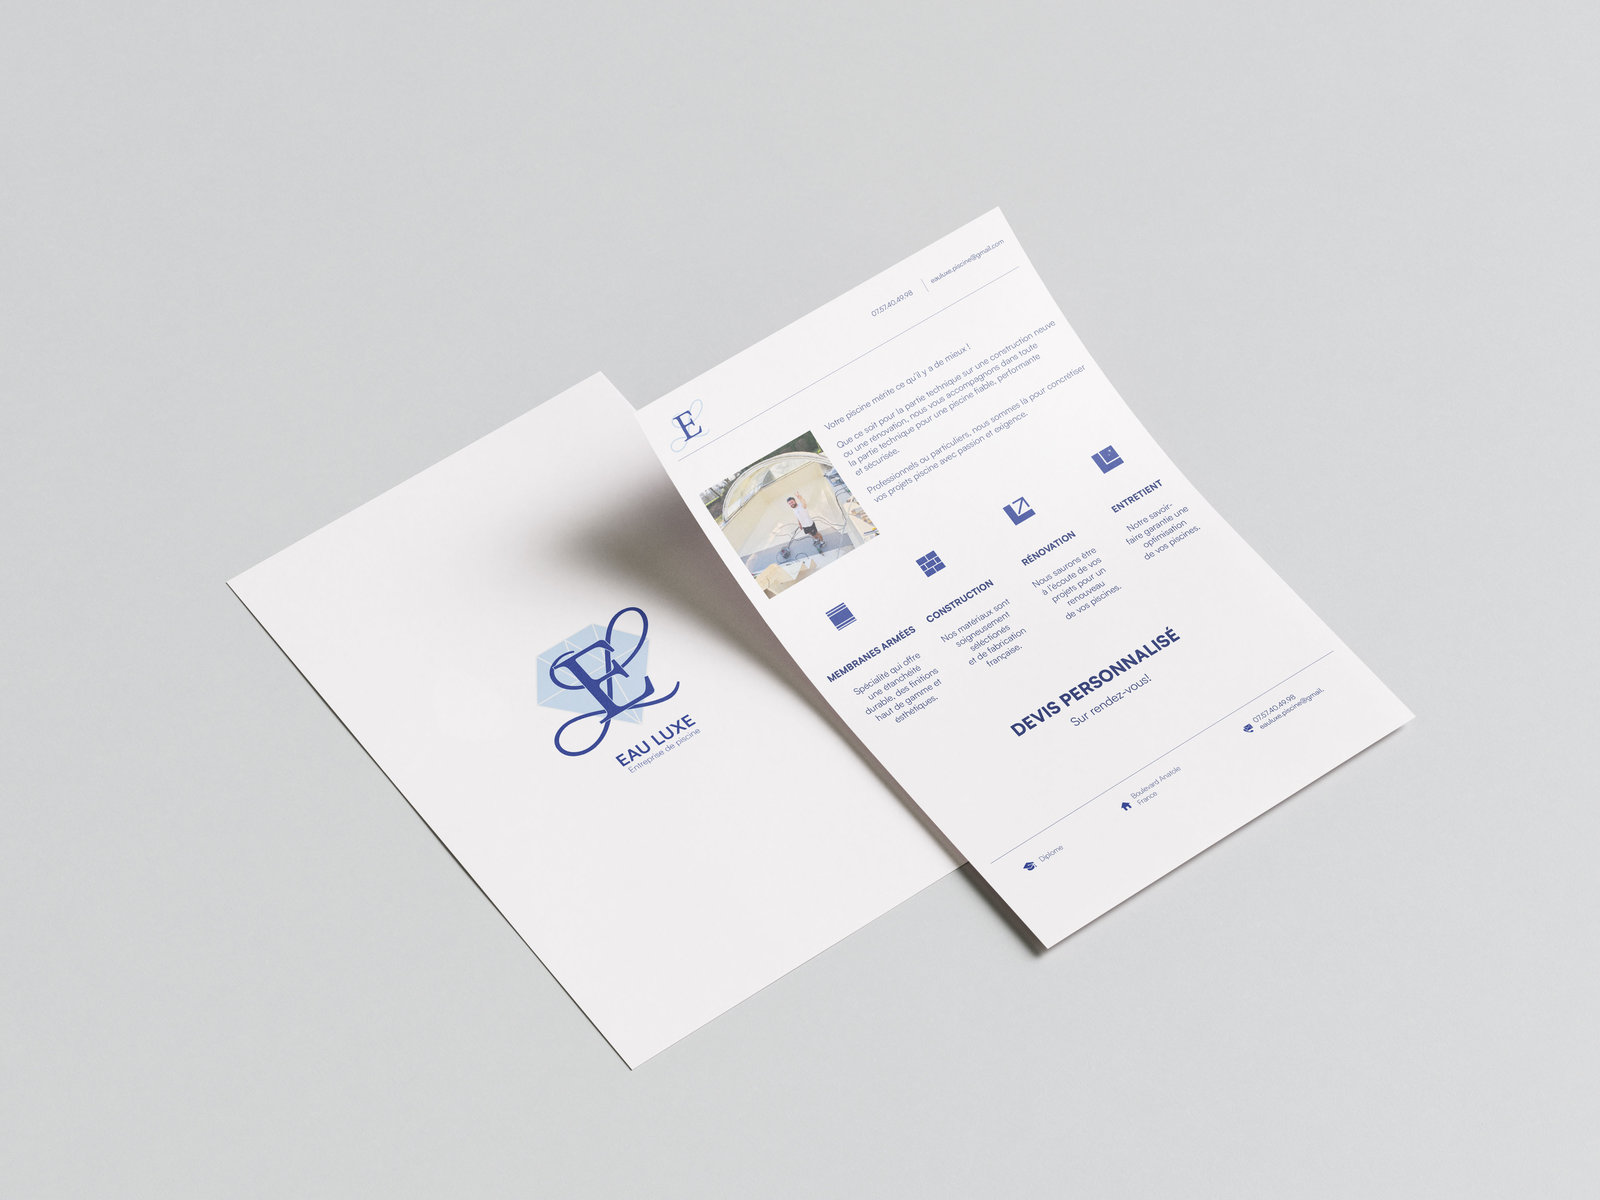 EL
EAU LUXE
Entreprise de piscine
EL
07.57.40.49.98
eauluxe.piscine@gmail.com
Votre piscine mérite ce qu'il y a de mieux !
Que ce soit pour la partie technique sur une construction neuve
ou une rénovation, nous vous accompagnons dans toute
la partie technique pour une piscine fiable, performante
et sécurisée.
Professionnels ou particuliers, nous sommes là pour concrétiser
vos projets piscine avec passion et exigence.
MEMBRANES ARMÉES
Spécialité qui offre
une étanchéité
durable, des finitions
haut de gamme et
ésthétiques.
CONSTRUCTION
Nos matériaux sont
soigneusement
séléctionés
et de fabrication
française.
RÉNOVATION
Nous saurons être
à l'écoute de vos
projets pour un
renouveau
de vos piscines.
ENTRETIENT
Notre savoir-
faire garantie une
optimisation
de vos piscines.
DEVIS PERSONNALISÉ
Sur rendez-vous!
Diplome
Boulevard Anatole
France
07.57.40.49.98
eauluxe.piscine@gmail.